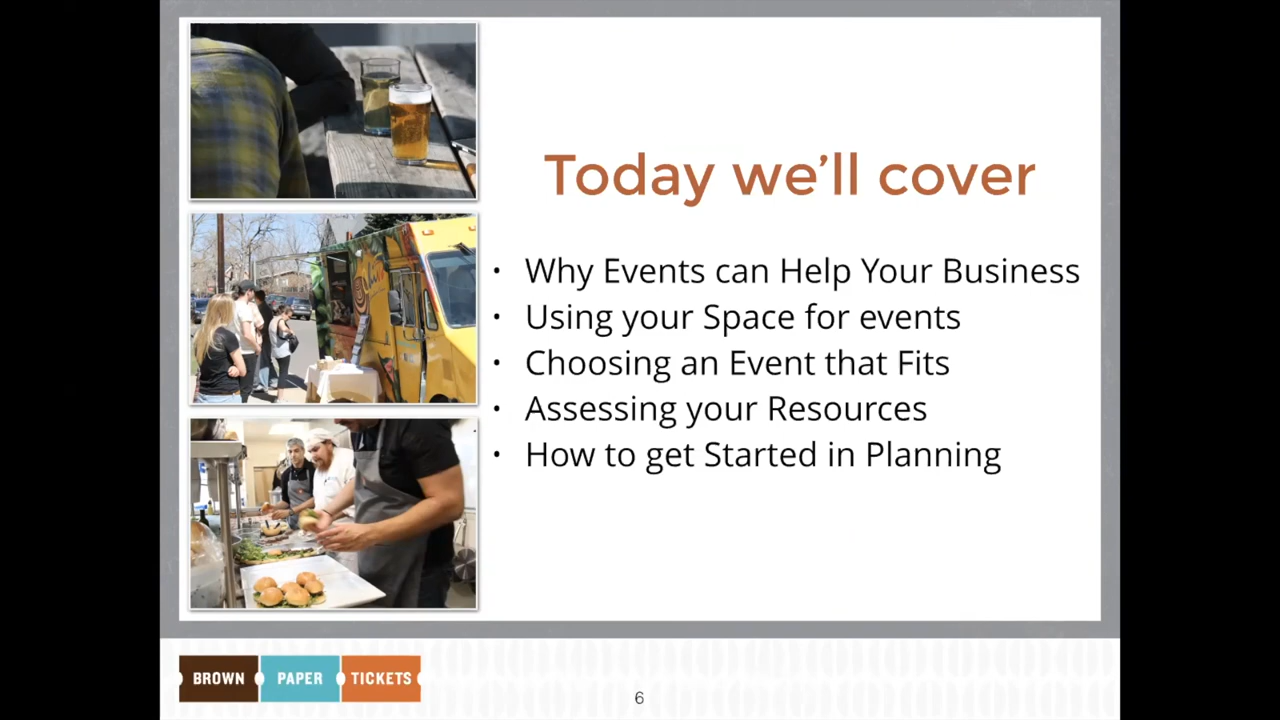 Today we'll cover
• Why Events can Help Your Business
• Using your Space for events
• Choosing an Event that Fits
• Assessing your Resources
• How to get Started in Planning
BROWN PAPER TICKETS
6